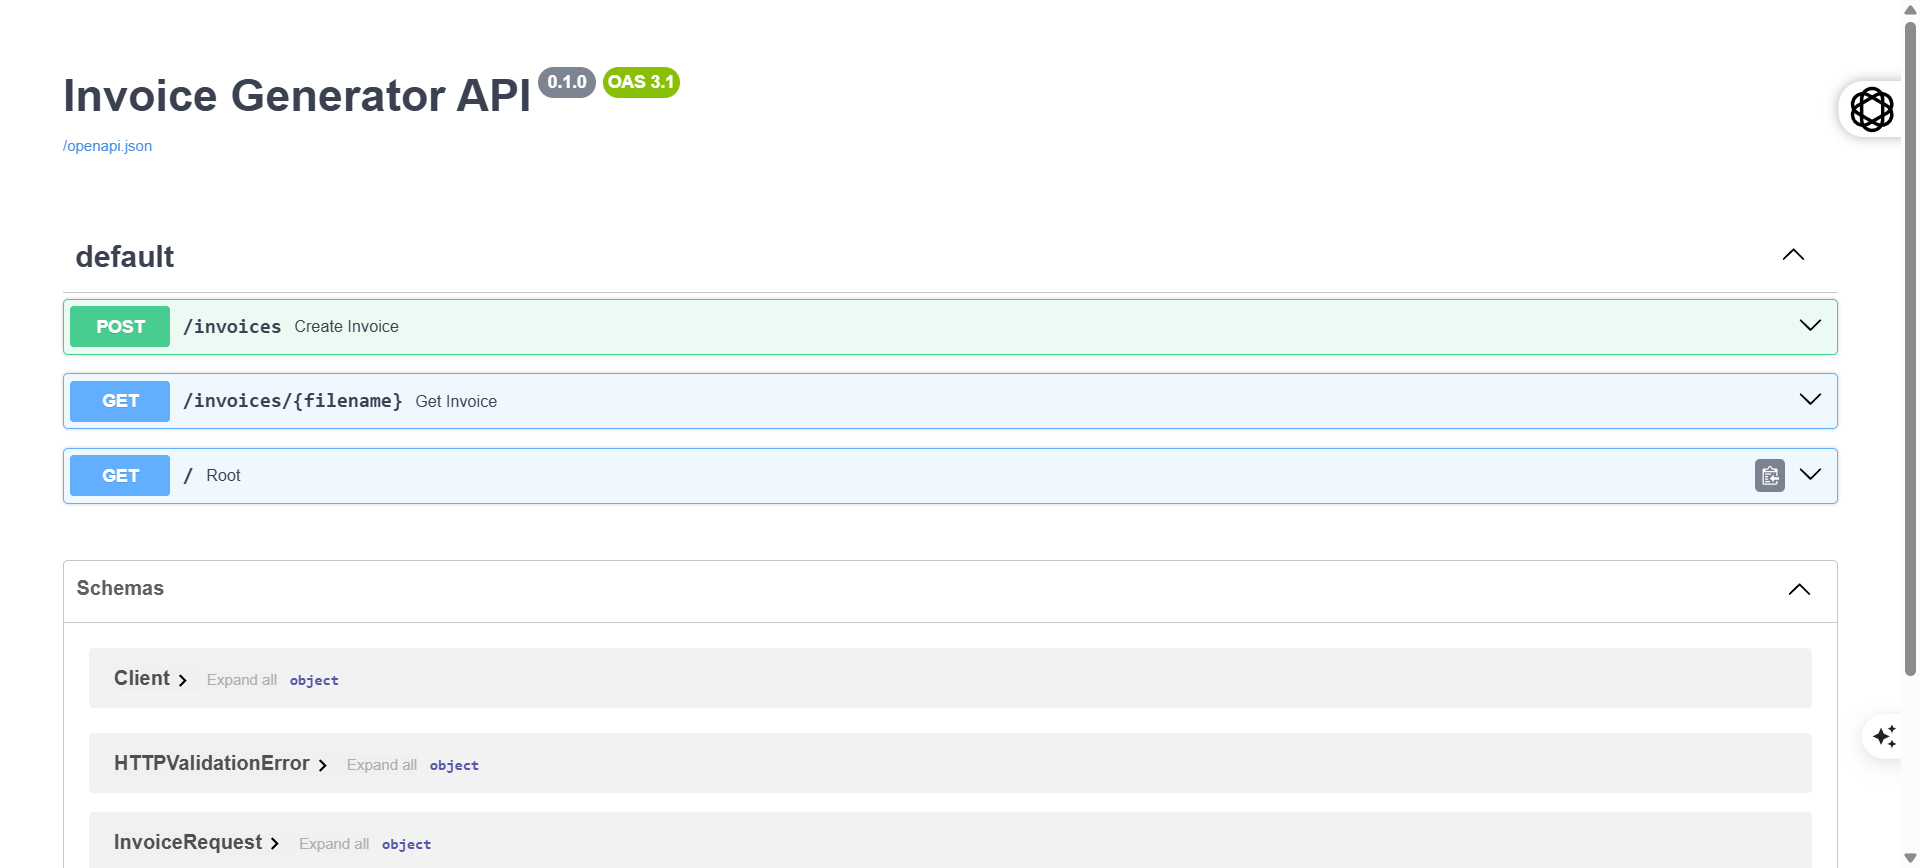 Invoice Generator API 0.1.0 OAS 3.1
/openapi.json
default
POST /invoices Create Invoice
GET /invoices/{filename} Get Invoice
GET / Root
Schemas
Client Expand all object
HTTPValidationError Expand all object
InvoiceRequest Expand all object